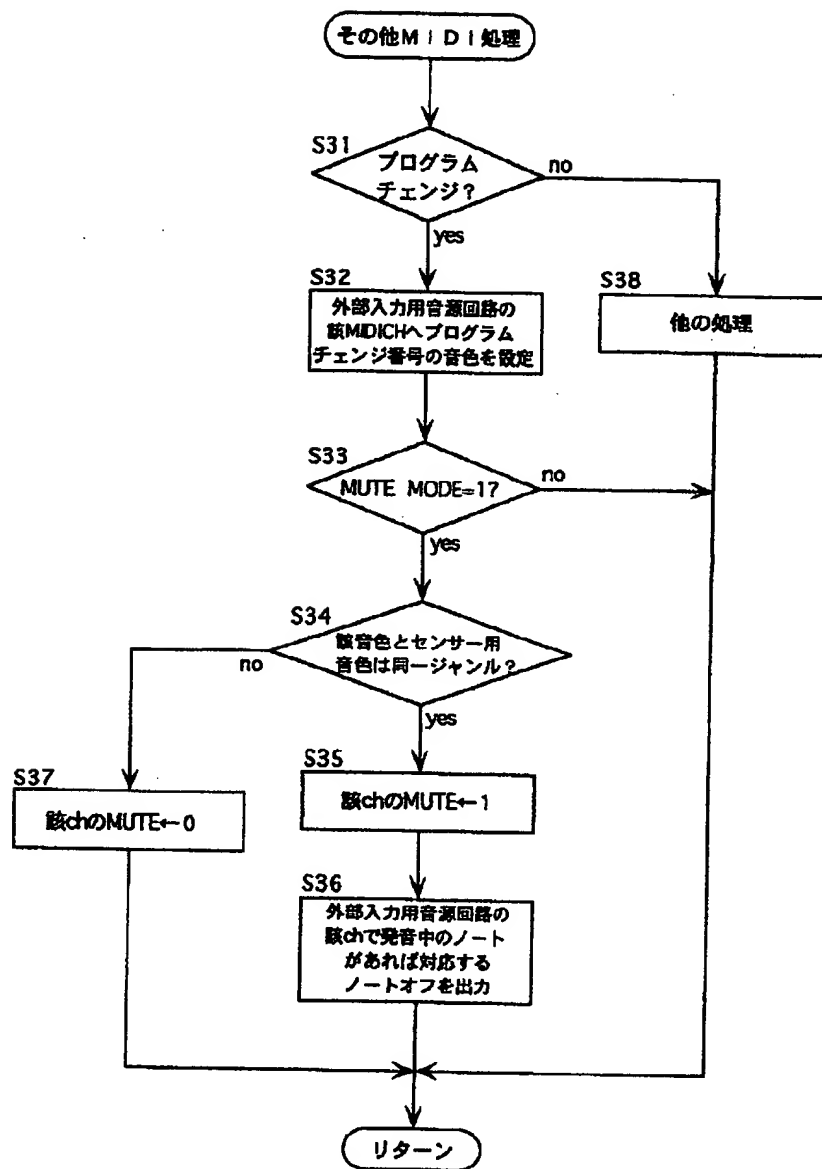 その他MIDI処理
S31
プログラム
チェンジ?
no
yes
S32
外部入力用音源回路の
該MIDICHへプログラム
チェンジ番号の音色を設定
S38
他の処理
S33
MUTE MODE=1?
no
yes
S34
該音色とセンサー用
音色は同一ジャンル?
no
yes
S35
該chのMUTE←1
S37
該chのMUTE←0
S36
外部入力用音源回路の
該chで発音中のノート
があれば対応する
ノートオフを出力
リターン